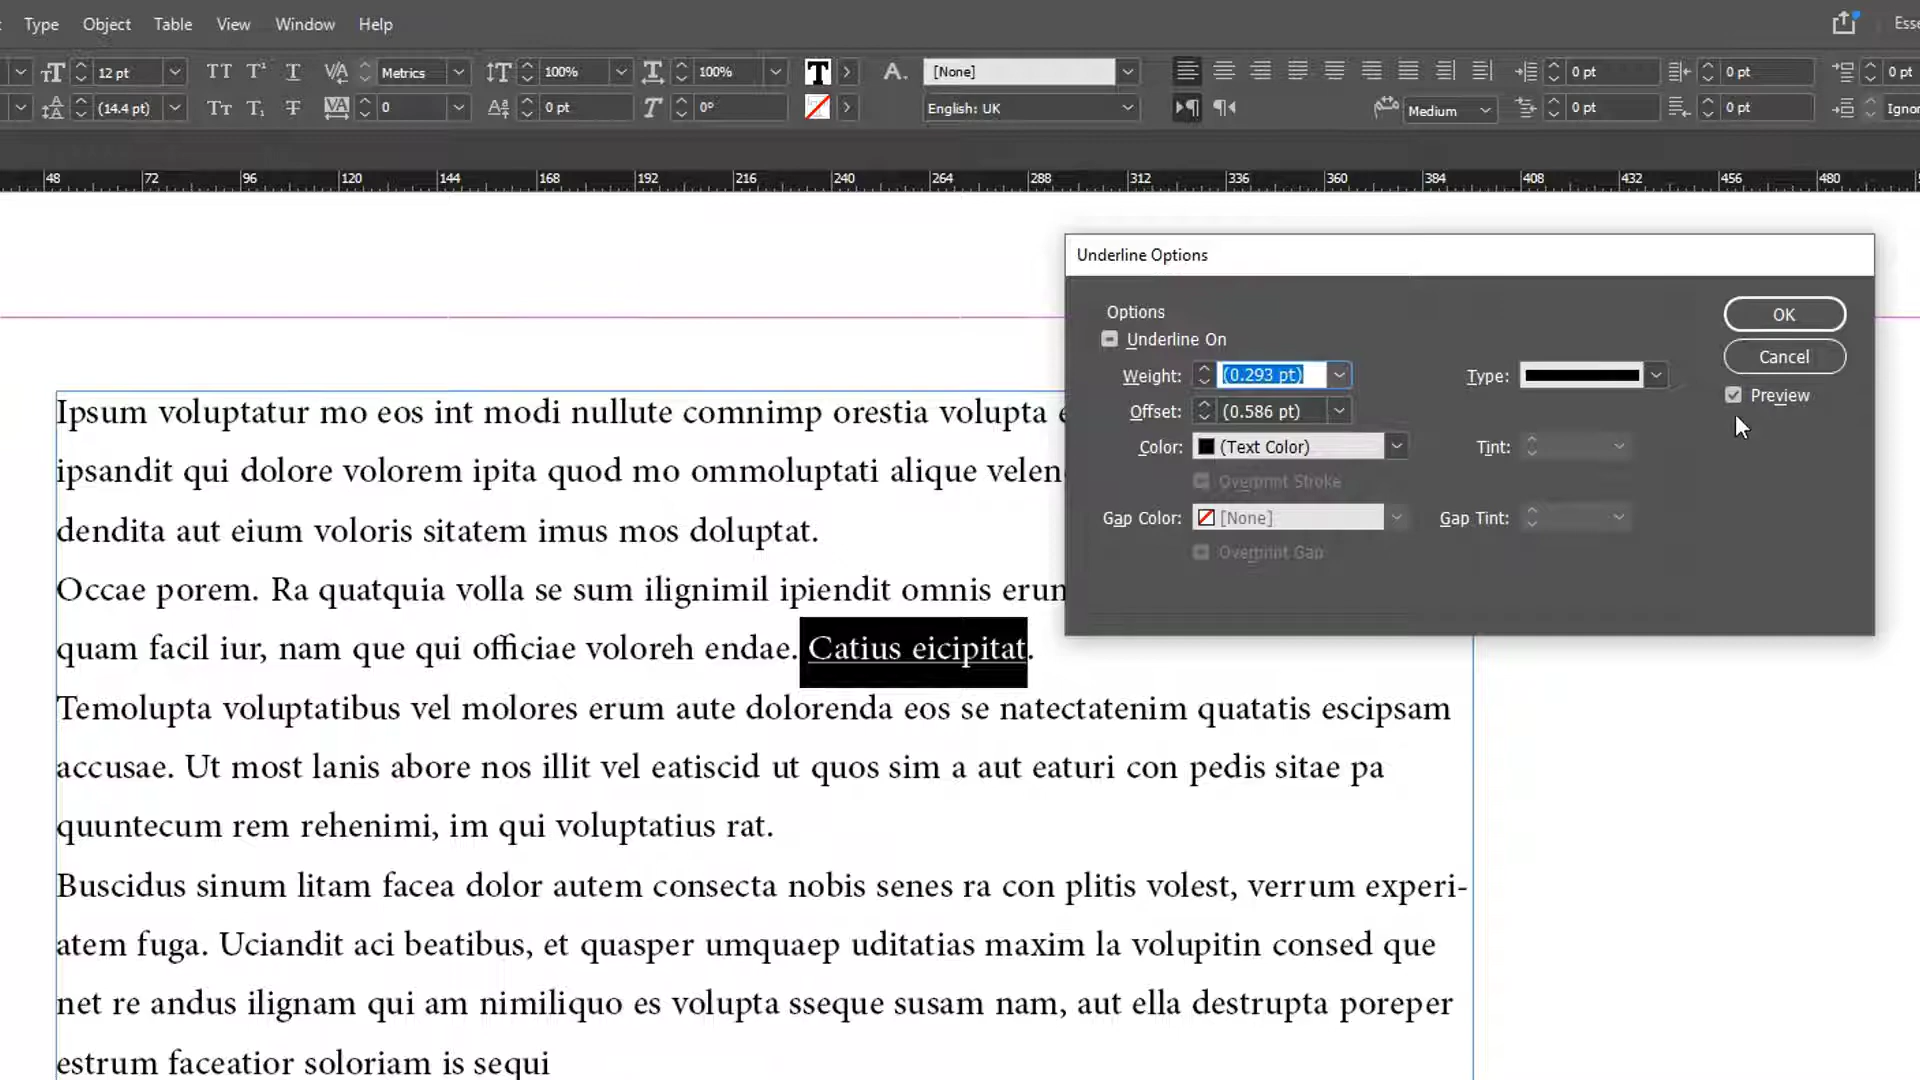 Type Object Table View Window Help Esse
12 pt TT T¹ T Metrics 100% 100% T A. [None] 0 pt 0 pt 0 pt
(14.4 pt) Tт T₁ T VA 0 Aª 0 pt T 0° English: UK Medium 0 pt 0 pt Ignor
48 72 96 120 144 168 192 216 240 264 288 312 336 360 384 408 432 456 480
Underline Options
Options
OK
Underline On
Cancel
Weight: (0.293 pt) Type:
Preview
Offset: (0.586 pt)
Color: (Text Color) Tint:
Overprint Stroke
Gap Color: [None] Gap Tint:
Overprint Gap
Ipsum voluptatur mo eos int modi nullute comnimp orestia volupta
ipsandit qui dolore volorem ipita quod mo ommoluptati alique velen
dendita aut eium voloris sitatem imus mos doluptat.
Occae porem. Ra quatquia volla se sum ilignimil ipiendit omnis erun
quam facil iur, nam que qui officiae voloreh endae. Catius eicipitat.
Temolupta voluptatibus vel molores erum aute dolorenda eos se natectatenim quatatis escipsam
accusae. Ut most lanis abore nos illit vel eatiscid ut quos sim a aut eaturi con pedis sitae pa
quuntecum rem rehenimi, im qui voluptatius rat.
Buscidus sinum litam facea dolor autem consecta nobis senes ra con plitis volest, verrum experi-
atem fuga. Uciandit aci beatibus, et quasper umquaep uditatias maxim la volupitin consed que
net re andus ilignam qui am nimiliquo es volupta sseque susam nam, aut ella destrupta poreper
estrum faceatior soloriam is sequi